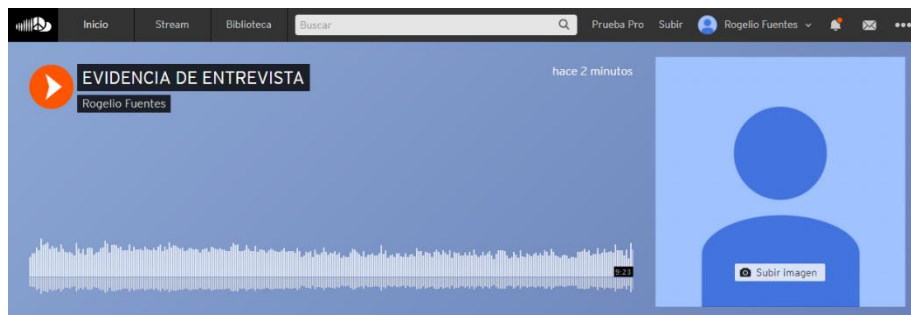 Inicio Stream Biblioteca Buscar Prueba Pro Subir Rogelio Fuentes
EVIDENCIA DE ENTREVISTA
hace 2 minutos
Rogelio Fuentes
9:23
Subir imagen